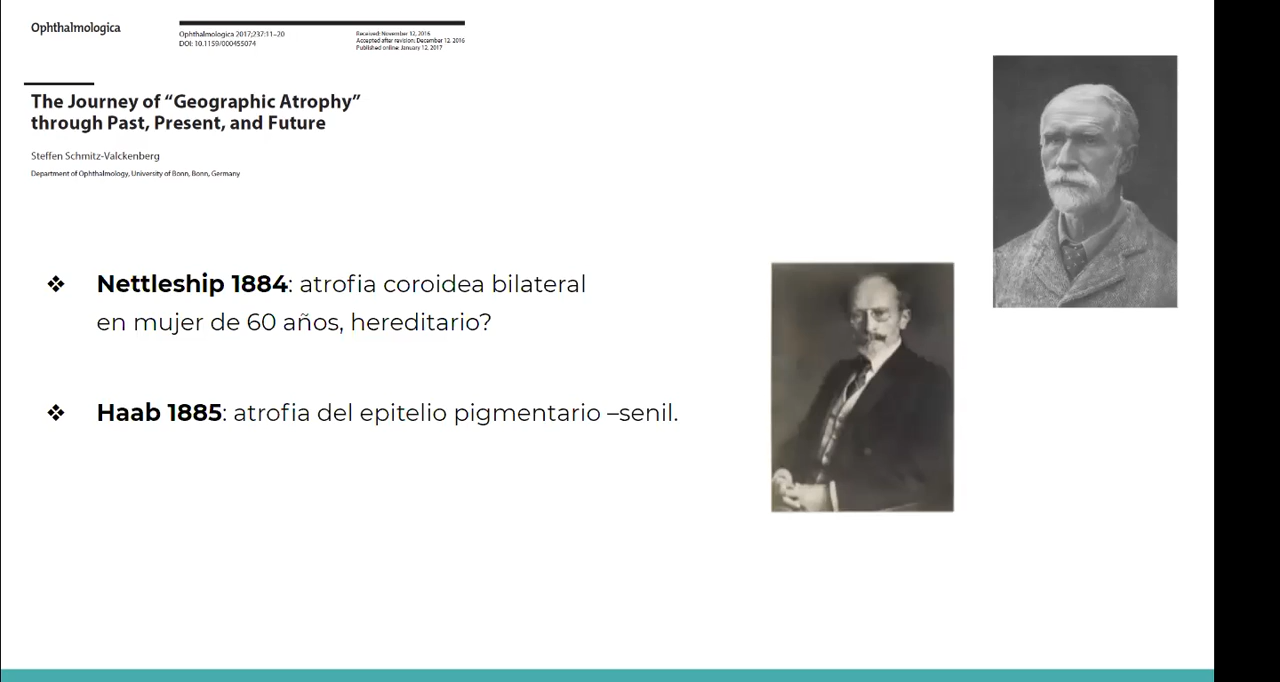 Ophthalmologica
Ophthalmologica 2017;237:11–20
DOI: 10.1159/000455074
Received: November 12, 2016
Accepted after revision: December 12, 2016
Published online: January 12, 2017
The Journey of “Geographic Atrophy”
through Past, Present, and Future
Steffen Schmitz-Valckenberg
Department of Ophthalmology, University of Bonn, Bonn, Germany
❖ Nettleship 1884: atrofia coroidea bilateral
en mujer de 60 años, hereditario?
❖ Haab 1885: atrofia del epitelio pigmentario –senil.